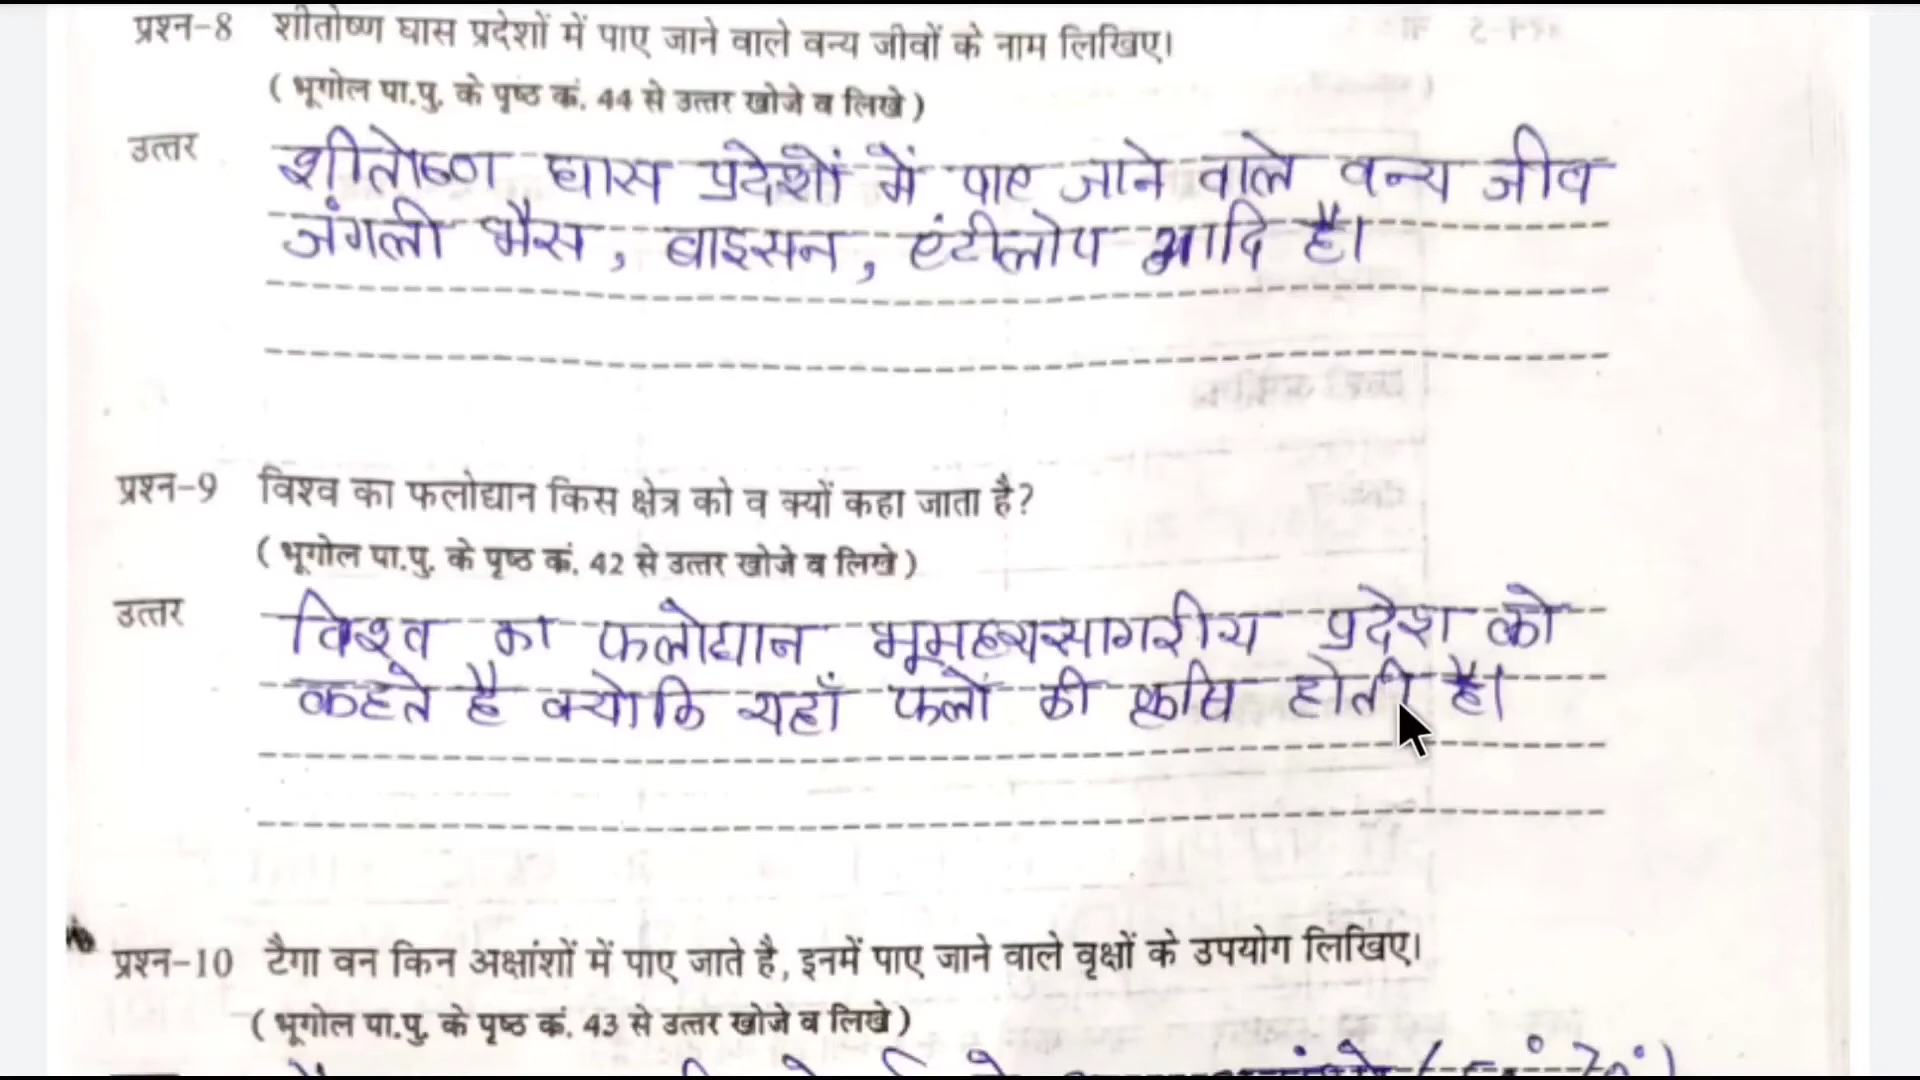 प्रश्न-8 शीतोष्ण घास प्रदेशों में पाए जाने वाले वन्य जीवों के नाम लिखिए।
( भूगोल पा.पु. के पृष्ठ कं. 44 से उत्तर खोजे व लिखे )
उत्तर शीतोष्ण घास प्रदेशों में पाए जाने वाले वन्य जीव
जंगली भैंस, बाइसन, एंटीलोप आदि है।
प्रश्न-9 विश्व का फलोद्यान किस क्षेत्र को व क्यों कहा जाता है?
( भूगोल पा.पु. के पृष्ठ कं. 42 से उत्तर खोजे व लिखे )
उत्तर विश्व का फलोद्यान भूमध्यसागरीय प्रदेश को
कहते है क्योकि यहाँ फलों की कृषि होती है।
प्रश्न-10 टैगा वन किन अक्षांशों में पाए जाते है, इनमें पाए जाने वाले वृक्षों के उपयोग लिखिए।
( भूगोल पा.पु. के पृष्ठ कं. 43 से उत्तर खोजे व लिखे )